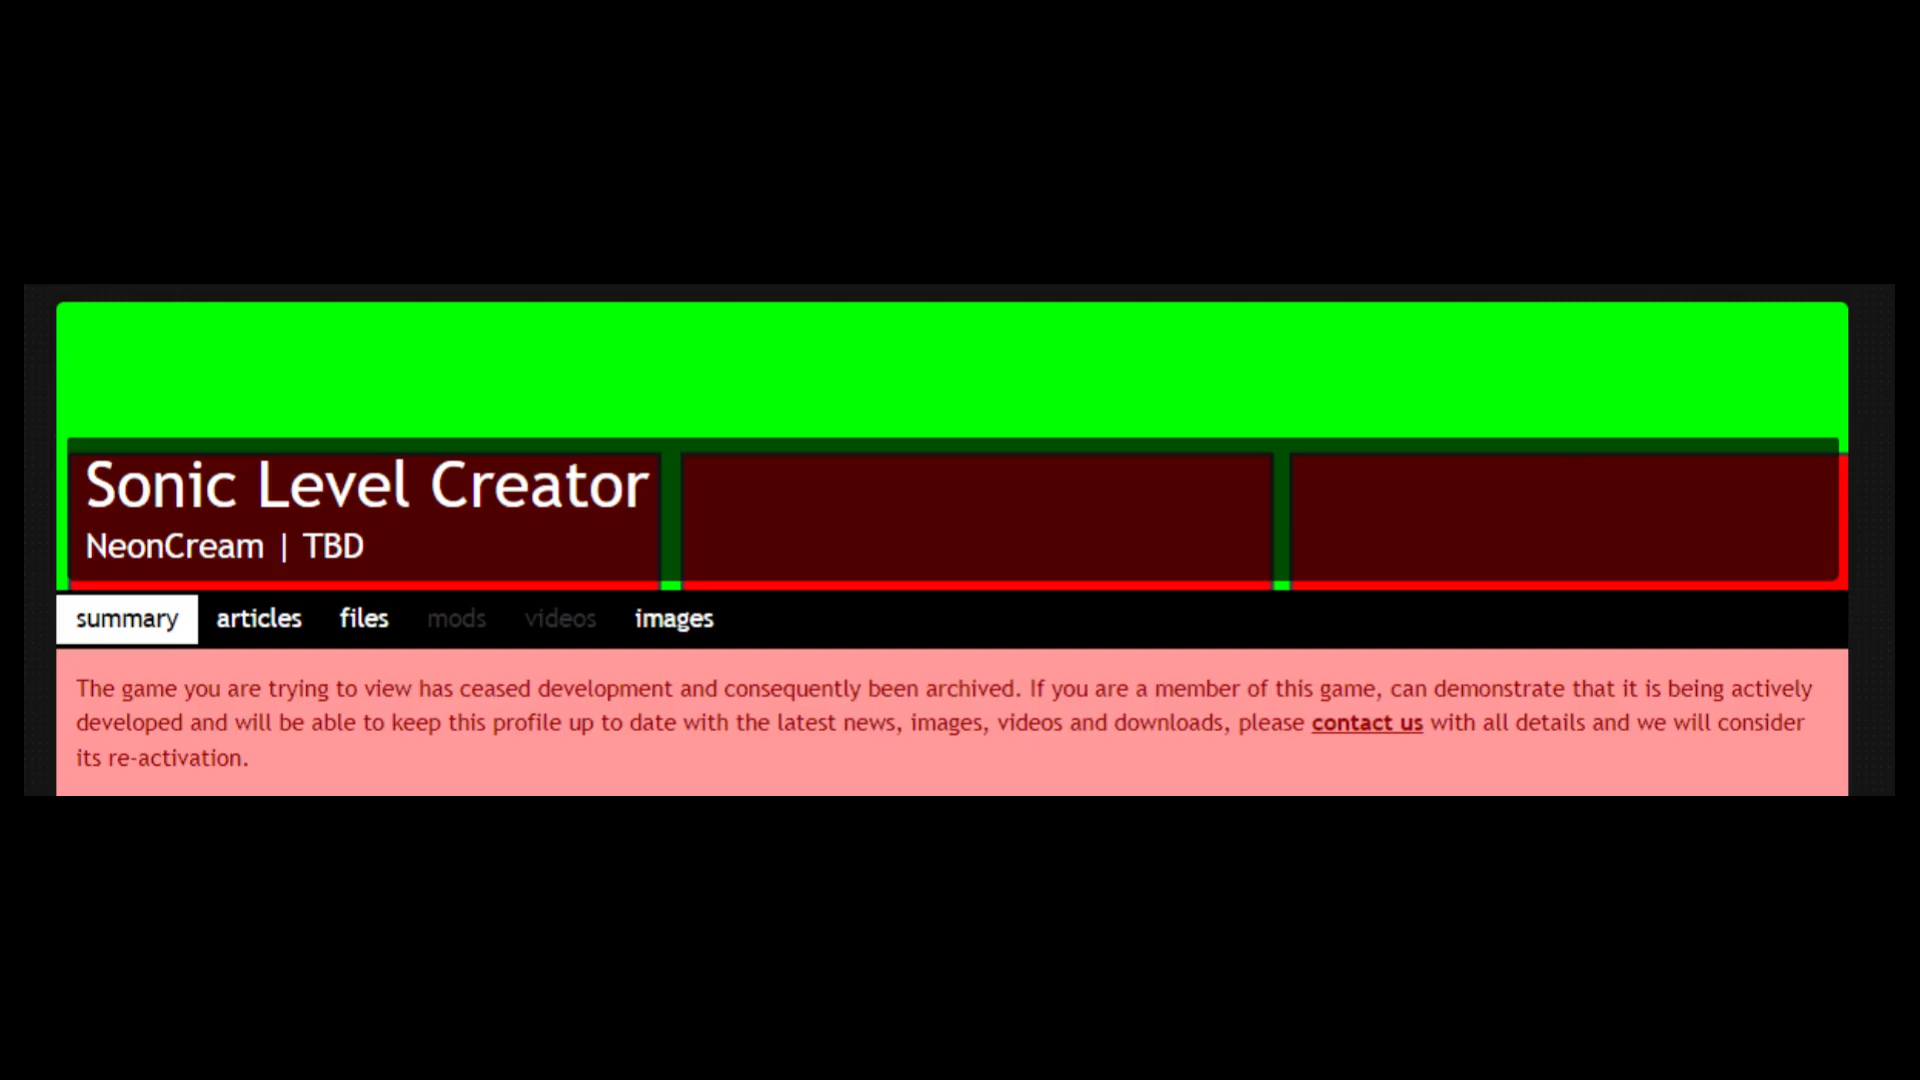 Sonic Level Creator
NeonCream | TBD
summary articles files mods videos images
The game you are trying to view has ceased development and consequently been archived. If you are a member of this game, can demonstrate that it is being actively
developed and will be able to keep this profile up to date with the latest news, images, videos and downloads, please contact us with all details and we will consider
its re-activation.